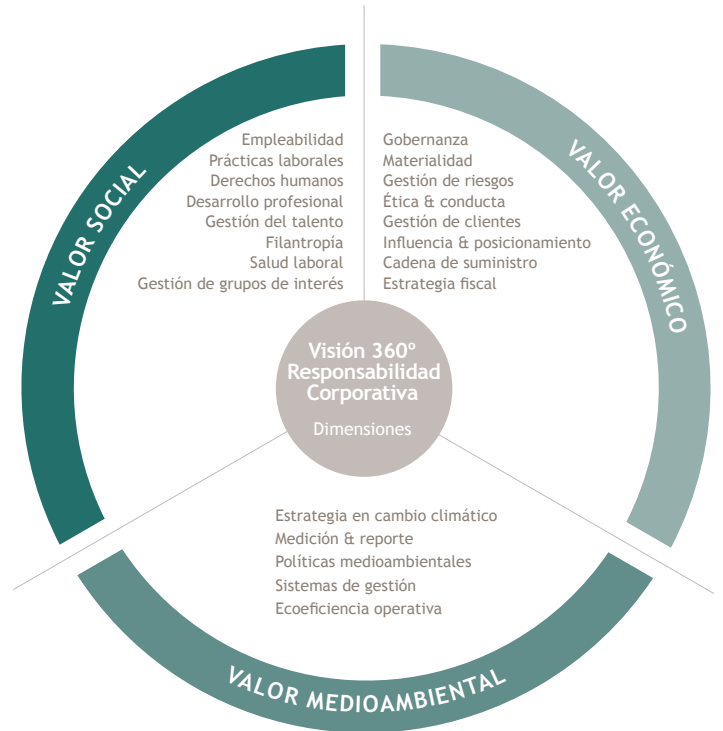 VALOR SOCIAL
Empleabilidad
Prácticas laborales
Derechos humanos
Desarrollo profesional
Gestión del talento
Filantropía
Salud laboral
Gestión de grupos de interés
VALOR ECONÓMICO
Gobernanza
Materialidad
Gestión de riesgos
Ética & conducta
Gestión de clientes
Influencia & posicionamiento
Cadena de suministro
Estrategia fiscal
Visión 360º
Responsabilidad
Corporativa
Dimensiones
Estrategia en cambio climático
Medición & reporte
Políticas medioambientales
Sistemas de gestión
Ecoeficiencia operativa
VALOR MEDIOAMBIENTAL